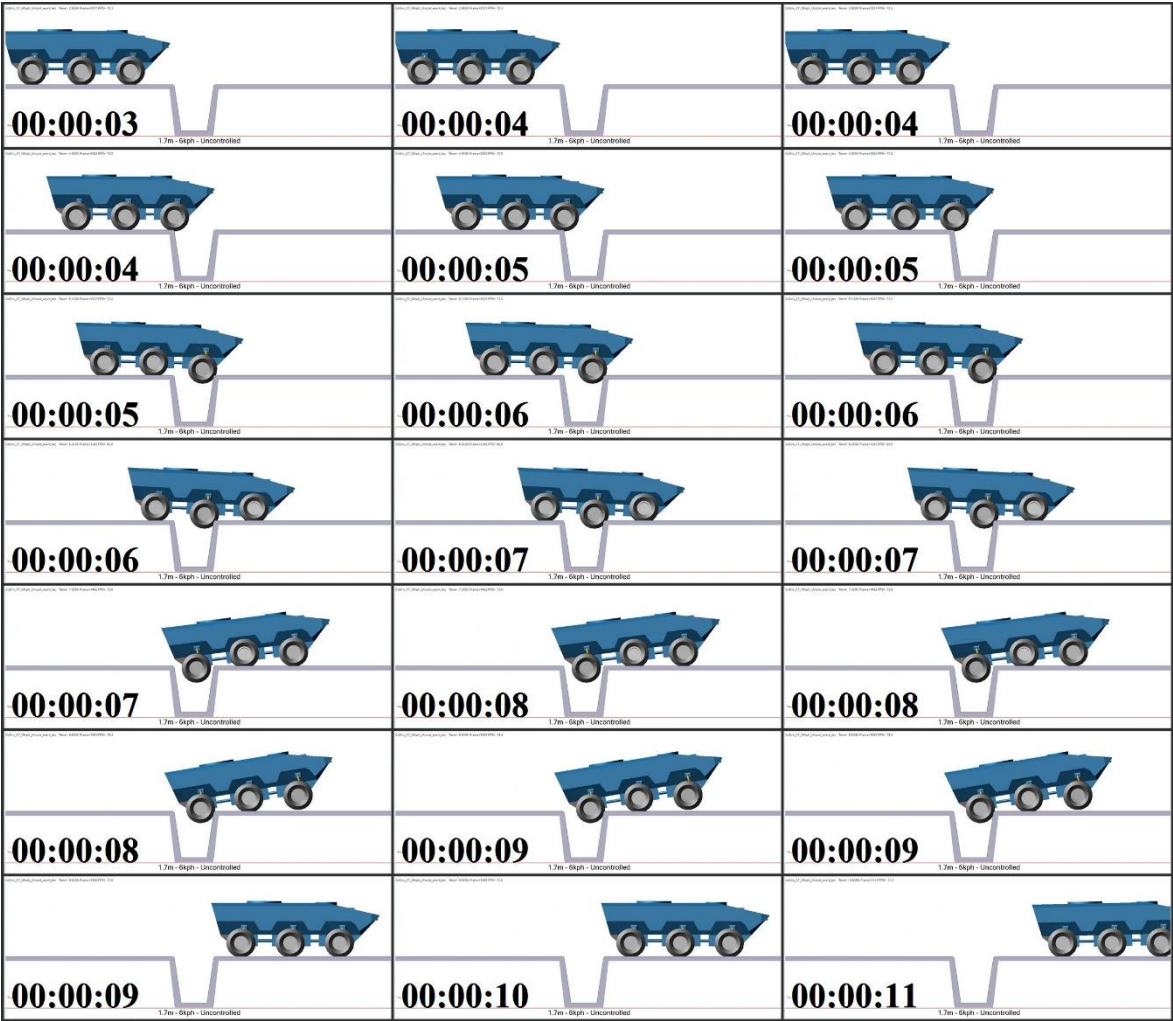 00:00:03
1.7m - 6kph - Uncontrolled
00:00:04
1.7m - 6kph - Uncontrolled
00:00:04
1.7m - 6kph - Uncontrolled
00:00:04
1.7m - 6kph - Uncontrolled
00:00:05
1.7m - 6kph - Uncontrolled
00:00:05
1.7m - 6kph - Uncontrolled
00:00:05
1.7m - 6kph - Uncontrolled
00:00:06
1.7m - 6kph - Uncontrolled
00:00:06
1.7m - 6kph - Uncontrolled
00:00:06
1.7m - 6kph - Uncontrolled
00:00:07
1.7m - 6kph - Uncontrolled
00:00:07
1.7m - 6kph - Uncontrolled
00:00:07
1.7m - 6kph - Uncontrolled
00:00:08
1.7m - 6kph - Uncontrolled
00:00:08
1.7m - 6kph - Uncontrolled
00:00:08
1.7m - 6kph - Uncontrolled
00:00:09
1.7m - 6kph - Uncontrolled
00:00:09
1.7m - 6kph - Uncontrolled
00:00:09
1.7m - 6kph - Uncontrolled
00:00:10
1.7m - 6kph - Uncontrolled
00:00:11
1.7m - 6kph - Uncontrolled